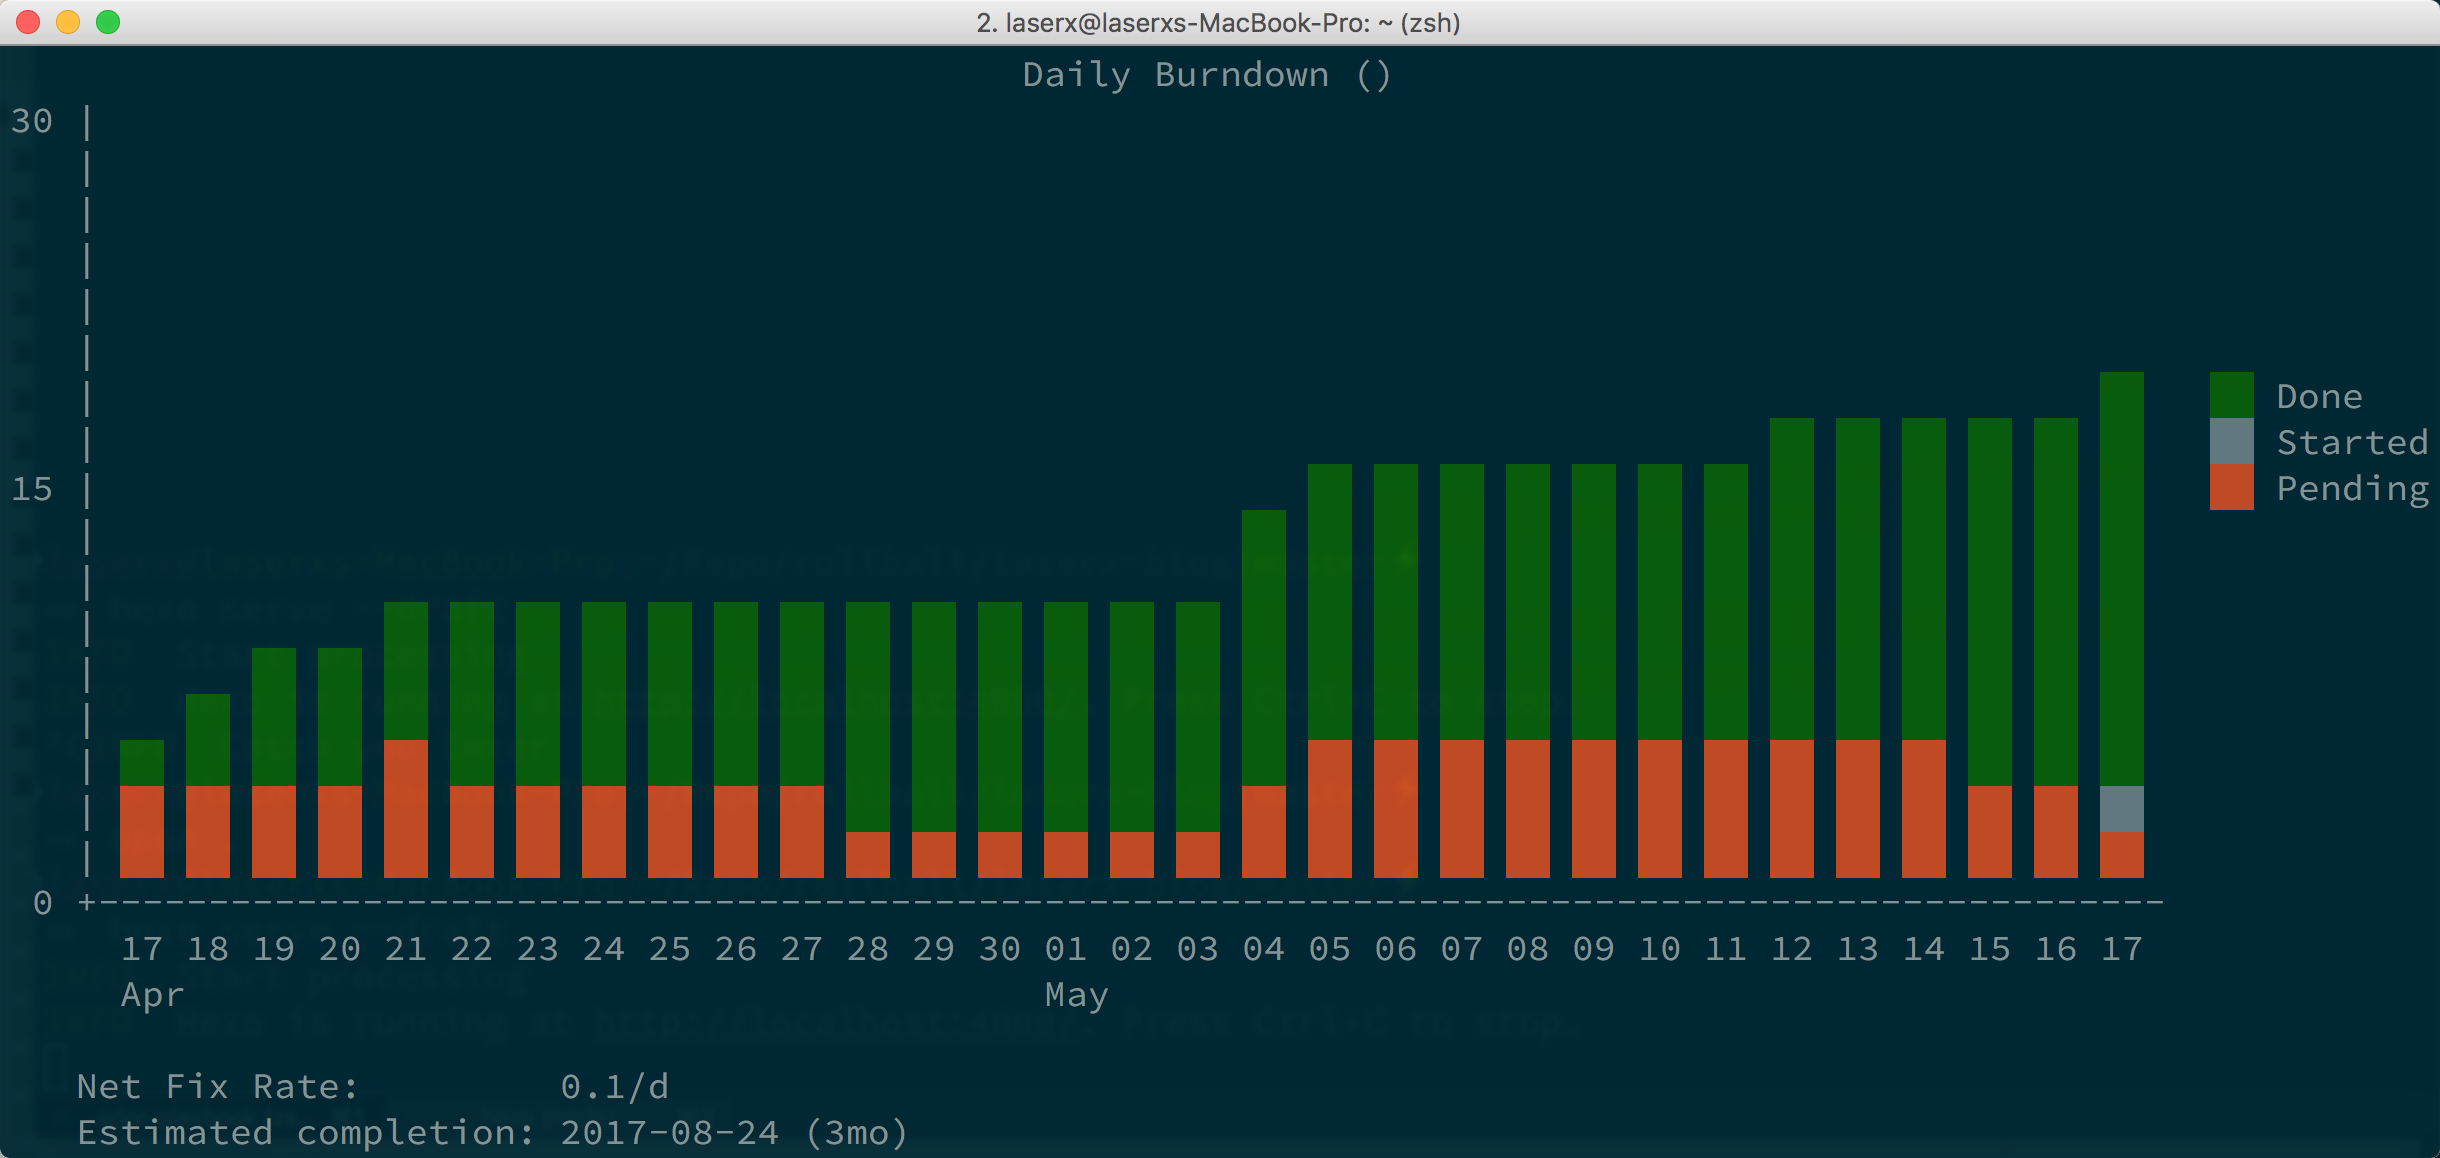 2. laserx@laserxs-MacBook-Pro: ~ (zsh)
Daily Burndown ()
30 |
Done
Started
15 |
Pending
0 +
17 18 19 20 21 22 23 24 25 26 27 28 29 30 01 02 03 04 05 06 07 08 09 10 11 12 13 14 15 16 17
Apr May
Net Fix Rate: 0.1/d
Estimated completion: 2017-08-24 (3mo)